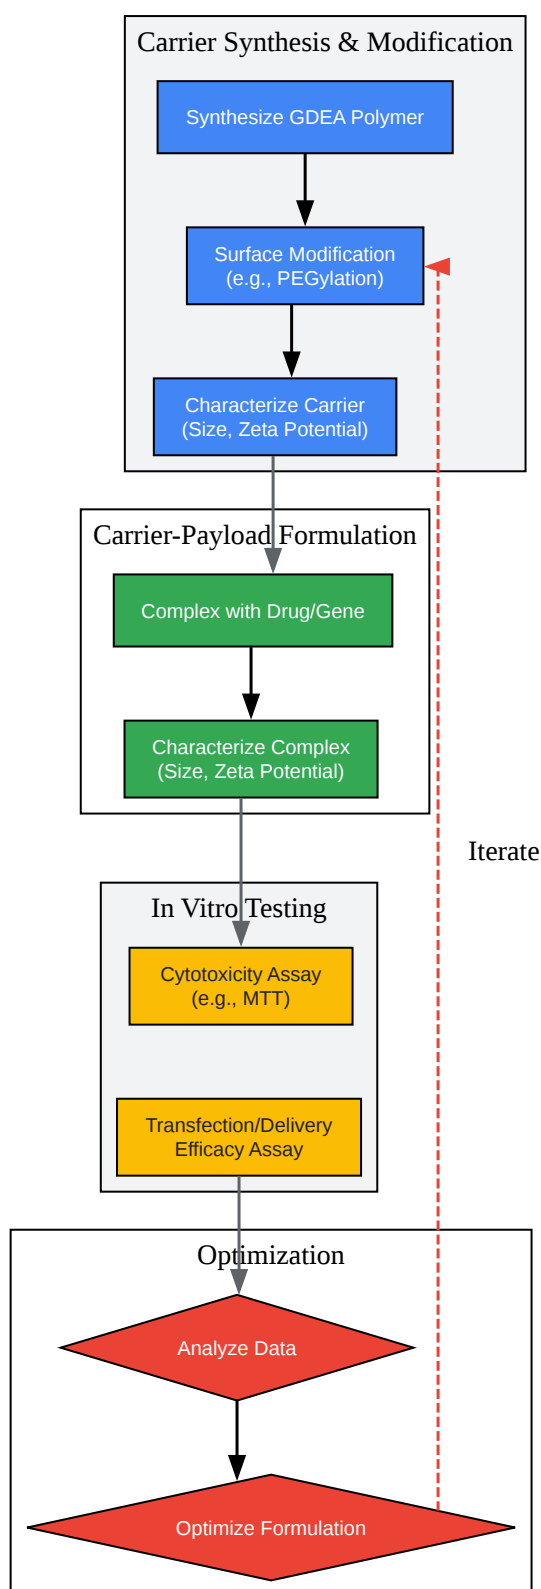 Carrier Synthesis & Modification
Synthesize GDEA Polymer
Surface Modification
(e.g., PEGylation)
Characterize Carrier
(Size, Zeta Potential)
Carrier-Payload Formulation
Complex with Drug/Gene
Characterize Complex
(Size, Zeta Potential)
Iterate
In Vitro Testing
Cytotoxicity Assay
(e.g., MTT)
Transfection/Delivery
Efficacy Assay
Optimization
Analyze Data
Optimize Formulation